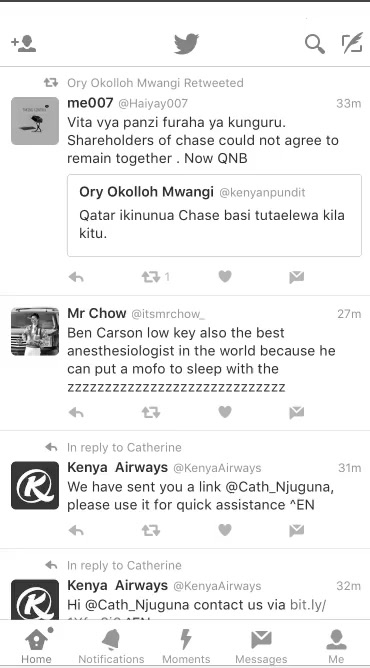 Ory Okolloh Mwangi Retweeted
me007 @Haiyay007 33m
Vita vya panzi furaha ya kunguru.
Shareholders of chase could not agree to
remain together . Now QNB
Ory Okolloh Mwangi @kenyanpundit
Qatar ikinunua Chase basi tutaelewa kila
kitu.
1
Mr Chow @itsmrchow_ 27m
Ben Carson low key also the best
anesthesiologist in the world because he
can put a mofo to sleep with the
zzzzzzzzzzzzzzzzzzzzzzzzzzzzz
In reply to Catherine
Kenya Airways @KenyaAirways 31m
We have sent you a link @Cath_Njuguna,
please use it for quick assistance ^EN
In reply to Catherine
Kenya Airways @KenyaAirways 32m
Hi @Cath_Njuguna contact us via bit.ly/
Home Notifications Moments Messages Me